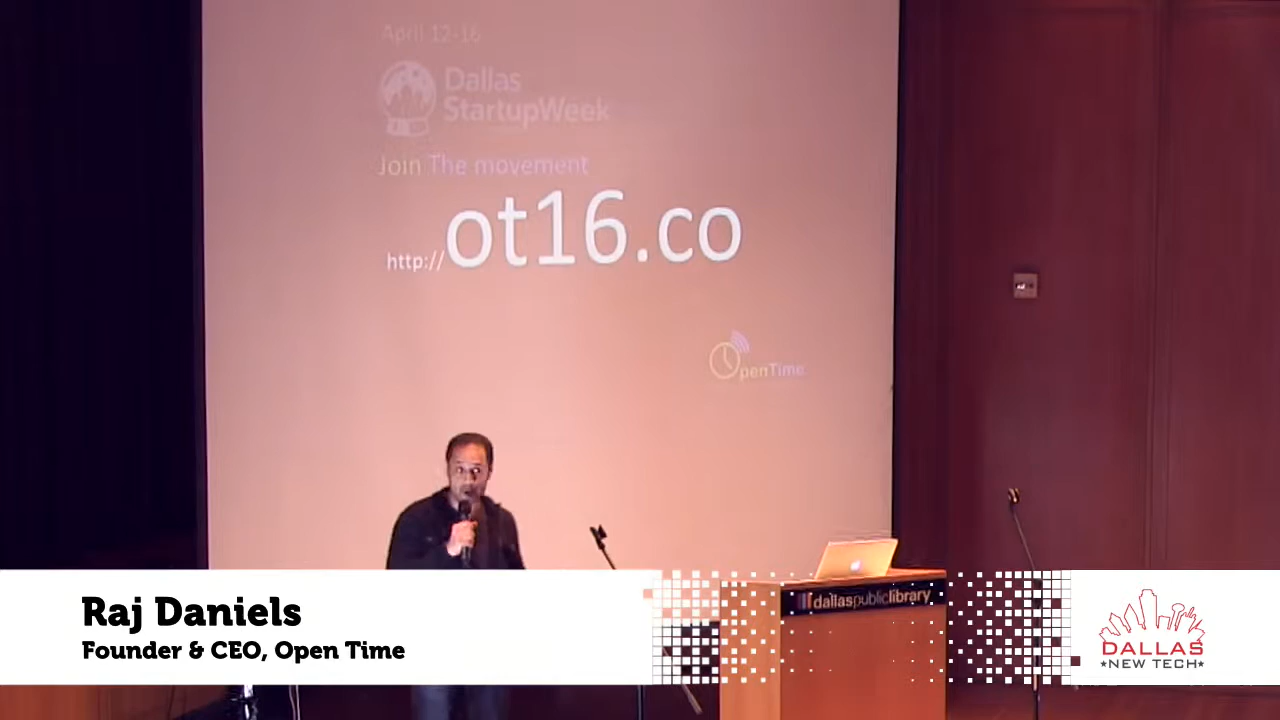 April 12-16
Dallas
StartupWeek
Join The movement
http://ot16.co
OpenTime
dallaspubliclibrary
Raj Daniels
Founder & CEO, Open Time
DALLAS
NEW TECH